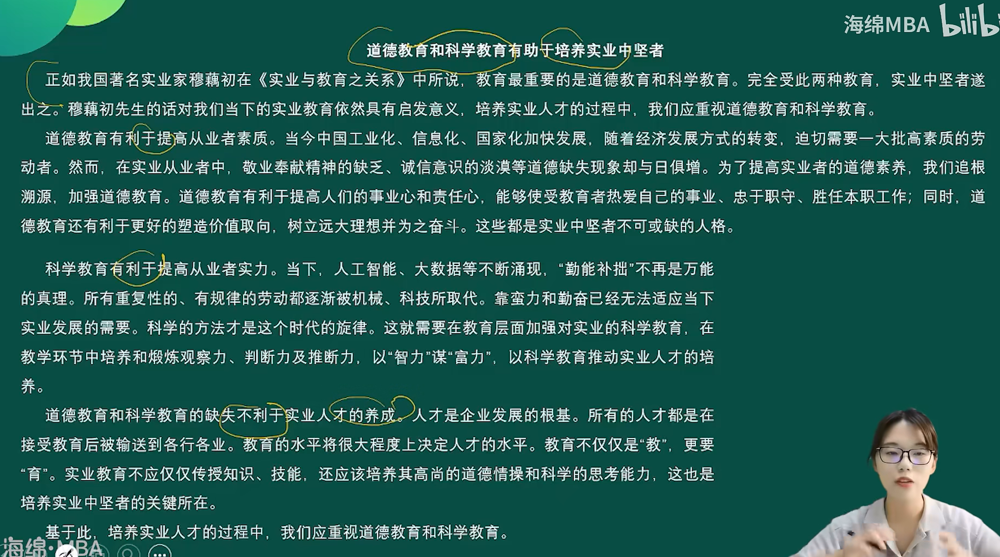 海绵MBA bilibi
道德教育和科学教育有助于培养实业中坚者
正如我国著名实业家穆藕初在《实业与教育之关系》中所说，教育最重要的是道德教育和科学教育。完全受此两种教育，实业中坚者遂
出之。穆藕初先生的话对我们当下的实业教育依然具有启发意义，培养实业人才的过程中，我们应重视道德教育和科学教育。
道德教育有利于提高从业者素质。当今中国工业化、信息化、国家化加快发展，随着经济发展方式的转变，迫切需要一大批高素质的劳
动者。然而，在实业从业者中，敬业奉献精神的缺乏、诚信意识的淡漠等道德缺失现象却与日俱增。为了提高实业者的道德素养，我们追根
溯源，加强道德教育。道德教育有利于提高人们的事业心和责任心，能够使受教育者热爱自己的事业、忠于职守、胜任本职工作；同时，道
德教育还有利于更好的塑造价值取向，树立远大理想并为之奋斗。这些都是实业中坚者不可或缺的人格。
科学教育有利于提高从业者实力。当下，人工智能、大数据等不断涌现，“勤能补拙”不再是万能
的真理。所有重复性的、有规律的劳动都逐渐被机械、科技所取代。靠蛮力和勤奋已经无法适应当下
实业发展的需要。科学的方法才是这个时代的旋律。这就需要在教育层面加强对实业的科学教育，在
教学环节中培养和煅炼观察力、判断力及推断力，以“智力”谋“富力”，以科学教育推动实业人才的培
养。
道德教育和科学教育的缺失不利于实业人才的养成。人才是企业发展的根基。所有的人才都是在
接受教育后被输送到各行各业。教育的水平将很大程度上决定人才的水平。教育不仅仅是“教”，更要
“育”。实业教育不应仅仅传授知识、技能，还应该培养其高尚的道德情操和科学的思考能力，这也是
培养实业中坚者的关键所在。
基于此，培养实业人才的过程中，我们应重视道德教育和科学教育。
海绵·MBA